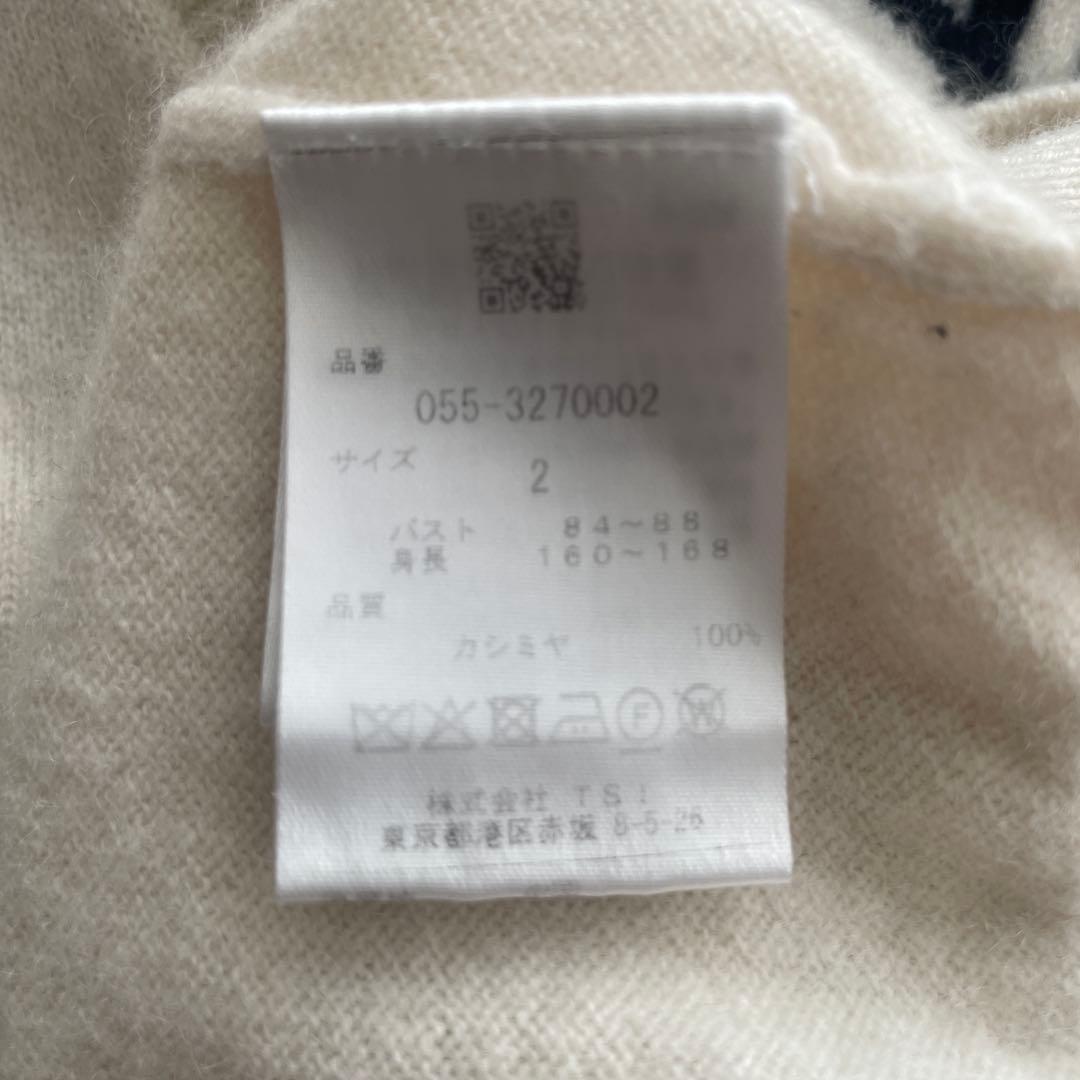 品番
055-3270002
サイズ 2
バスト 84～88
身長 160～168
品質
カシミヤ 100%
F W
株式会社 TSI
東京都港区赤坂 8-5-26